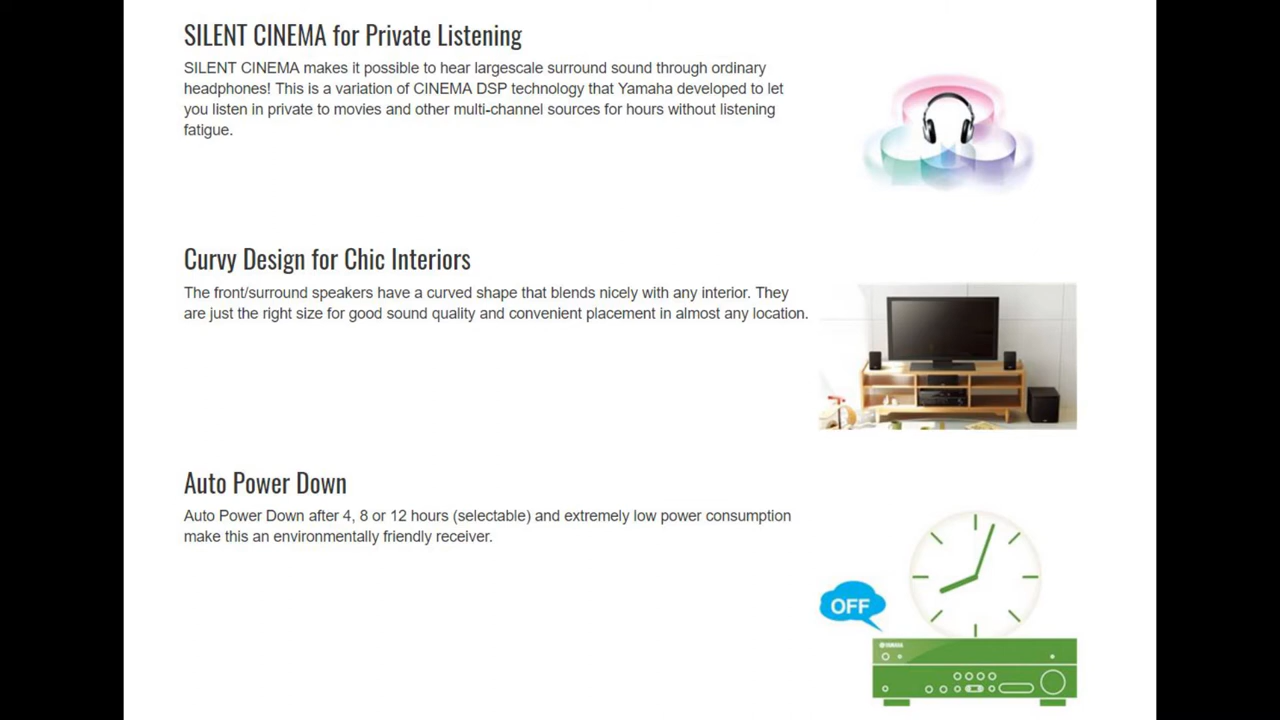 SILENT CINEMA for Private Listening
SILENT CINEMA makes it possible to hear largescale surround sound through ordinary
headphones! This is a variation of CINEMA DSP technology that Yamaha developed to let
you listen in private to movies and other multi-channel sources for hours without listening
fatigue.
Curvy Design for Chic Interiors
The front/surround speakers have a curved shape that blends nicely with any interior. They
are just the right size for good sound quality and convenient placement in almost any location.
Auto Power Down
Auto Power Down after 4, 8 or 12 hours (selectable) and extremely low power consumption
make this an environmentally friendly receiver.
OFF
YAMAHA